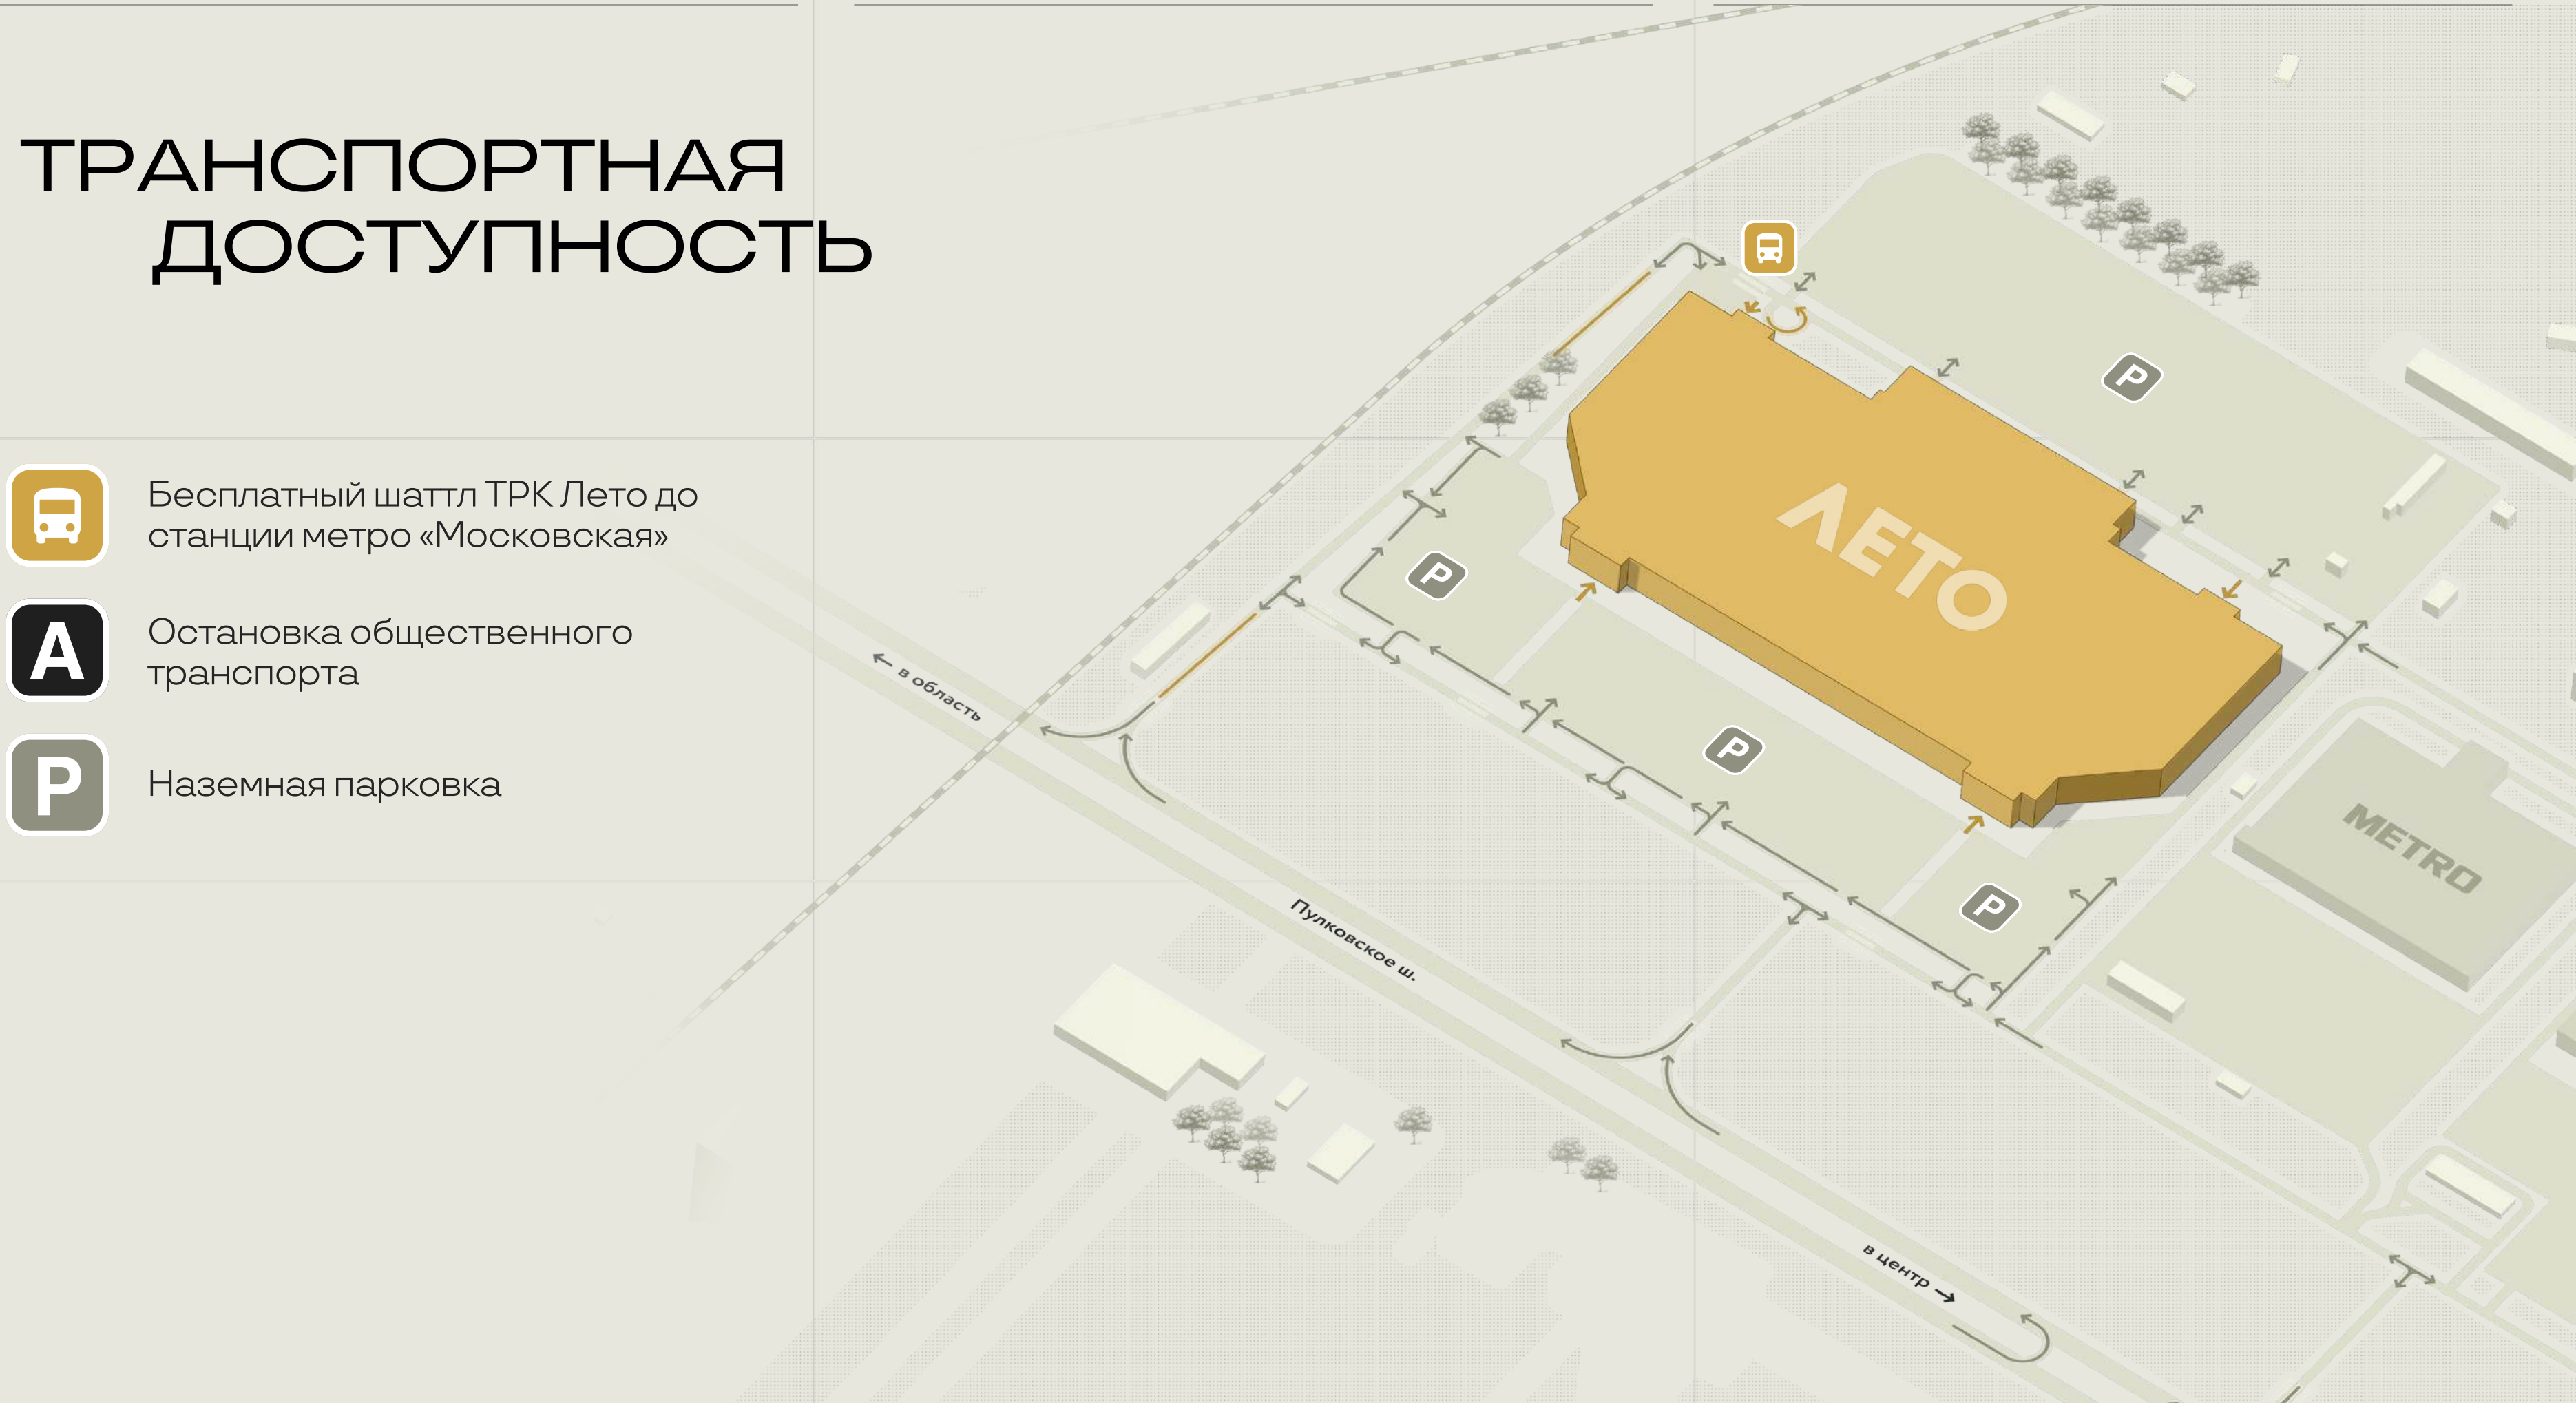 ТРАНСПОРТНАЯ
ДОСТУПНОСТЬ
Бесплатный шаттл ТРК Лето до
станции метро «Московская»
А
Остановка общественного
транспорта
P
Наземная парковка
P
ЛЕТО
P
← в область
P
METRO
P
Пулковское ш.
в центр →